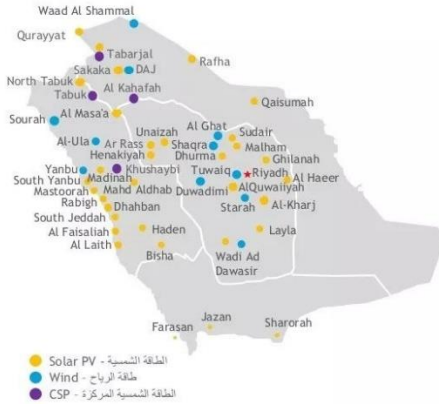 Waad Al Shammal
Qurayyat
Tabarjal
Rafha
Sakaka
DAJ
North Tabuk
Al Kahafah
Tabuk
Qaisumah
Al Masa'a
Sourah
Al Ghat
Sudair
Unaizah
Al-Ula
Ar Rass
Shaqra
Malham
Henakiyah
Dhurma
Ghilanah
Yanbu
Khushaybi
Tuwaiq
Riyadh
Al Haeer
South Yanbu
Madinah
Duwadimi
AlQuwaiiyah
Mastoorah
Mahd Aldhab
Rabigh
Starah
Al-Kharj
Dhahban
South Jeddah
Al Faisaliah
Haden
Layla
Al Laith
Bisha
Wadi Ad
Dawasir
Jazan
Farasan
Sharorah
Solar PV - الطاقة الشمسية
Wind - طاقة الرياح
CSP - الطاقة الشمسية المركزة